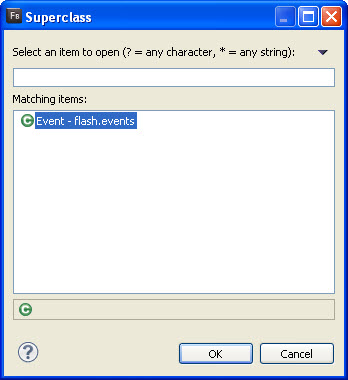 Fb Superclass
Select an item to open (? = any character, * = any string):
Matching items:
C Event - flash.events
C
?
OK Cancel